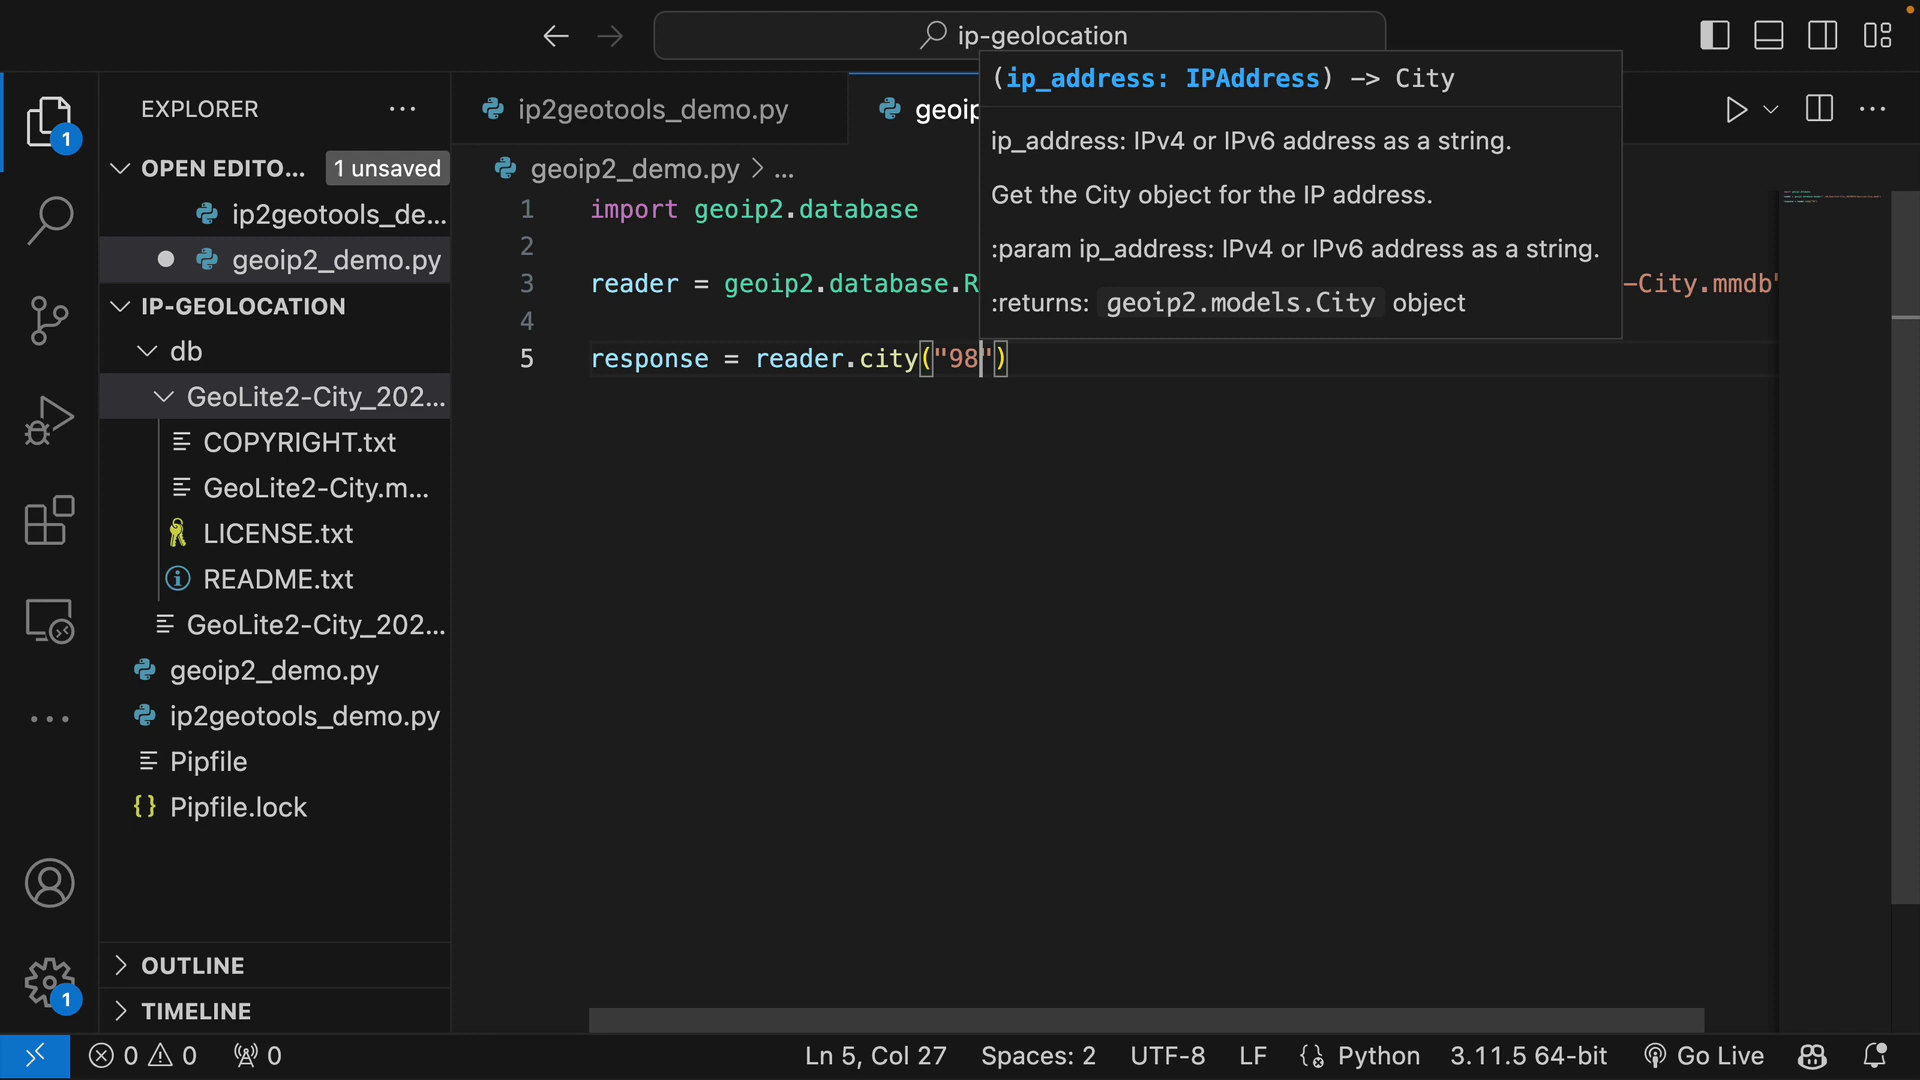 ip-geolocation
EXPLORER
OPEN EDITO... 1 unsaved
ip2geotools_de...
geoip2_demo.py
IP-GEOLOCATION
db
GeoLite2-City_202...
COPYRIGHT.txt
GeoLite2-City.m...
LICENSE.txt
README.txt
GeoLite2-City_202...
geoip2_demo.py
ip2geotools_demo.py
Pipfile
Pipfile.lock
OUTLINE
TIMELINE
1
1
ip2geotools_demo.py
geoip
geoip2_demo.py > ...
(ip_address: IPAddress) -> City
ip_address: IPv4 or IPv6 address as a string.
Get the City object for the IP address.
:param ip_address: IPv4 or IPv6 address as a string.
:returns: geoip2.models.City object
1 import geoip2.database
2
3 reader = geoip2.database.R -City.mmdb'
4
5 response = reader.city("98")
0 0 0 Ln 5, Col 27 Spaces: 2 UTF-8 LF Python 3.11.5 64-bit Go Live